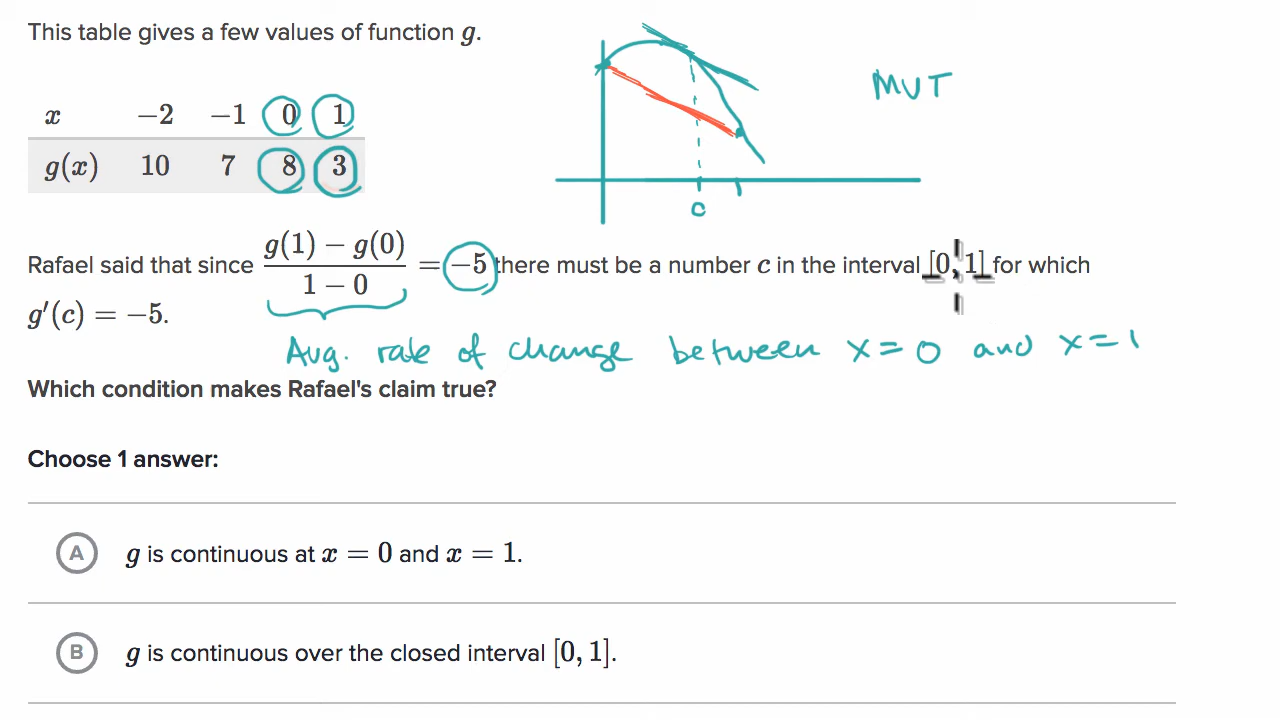 This table gives a few values of function g.
MVT
x −2 −1 0 1
g(x) 10 7 8 3
c
Rafael said that since g(1) − g(0) / 1 − 0 = −5 there must be a number c in the interval [0, 1] for which
g′(c) = −5.
Avg. rate of change between x=0 and x=1
Which condition makes Rafael's claim true?
Choose 1 answer:
A g is continuous at x = 0 and x = 1.
B g is continuous over the closed interval [0, 1].